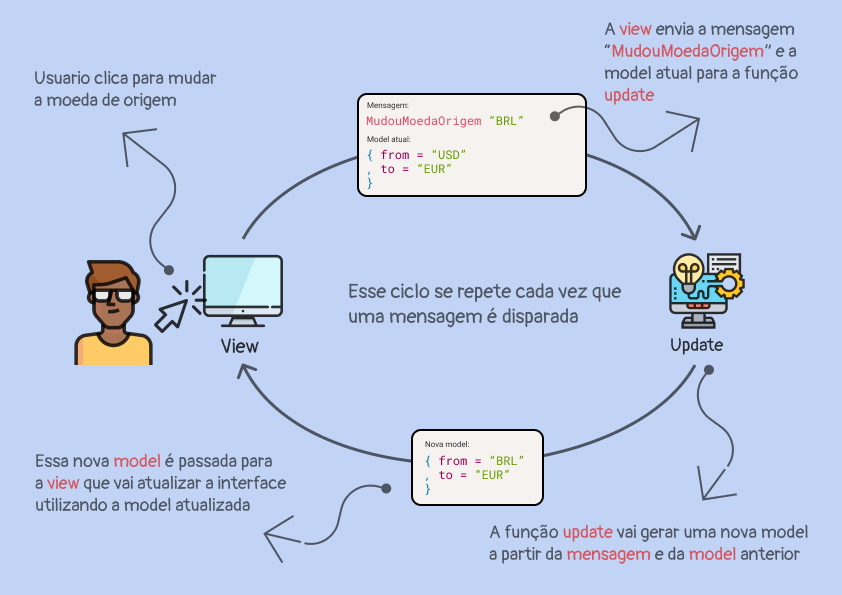 Usuario clica para mudar
a moeda de origem
A view envia a mensagem
“MudouMoedaOrigem” e a
model atual para a função
update
Mensagem:
MudouMoedaOrigem “BRL”
Model atual:
{ from = “USD”
, to = “EUR”
}
Esse ciclo se repete cada vez que
uma mensagem é disparada
View
Update
Nova model:
{ from = “BRL”
, to = “EUR”
}
Essa nova model é passada para
a view que vai atualizar a interface
utilizando a model atualizada
A função update vai gerar uma nova model
a partir da mensagem e da model anterior